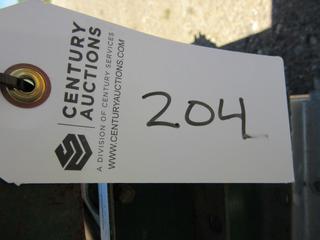 CENTURY
AUCTIONS
A DIVISION OF CENTURY SERVICES
WWW.CENTURYAUCTIONS.COM
204